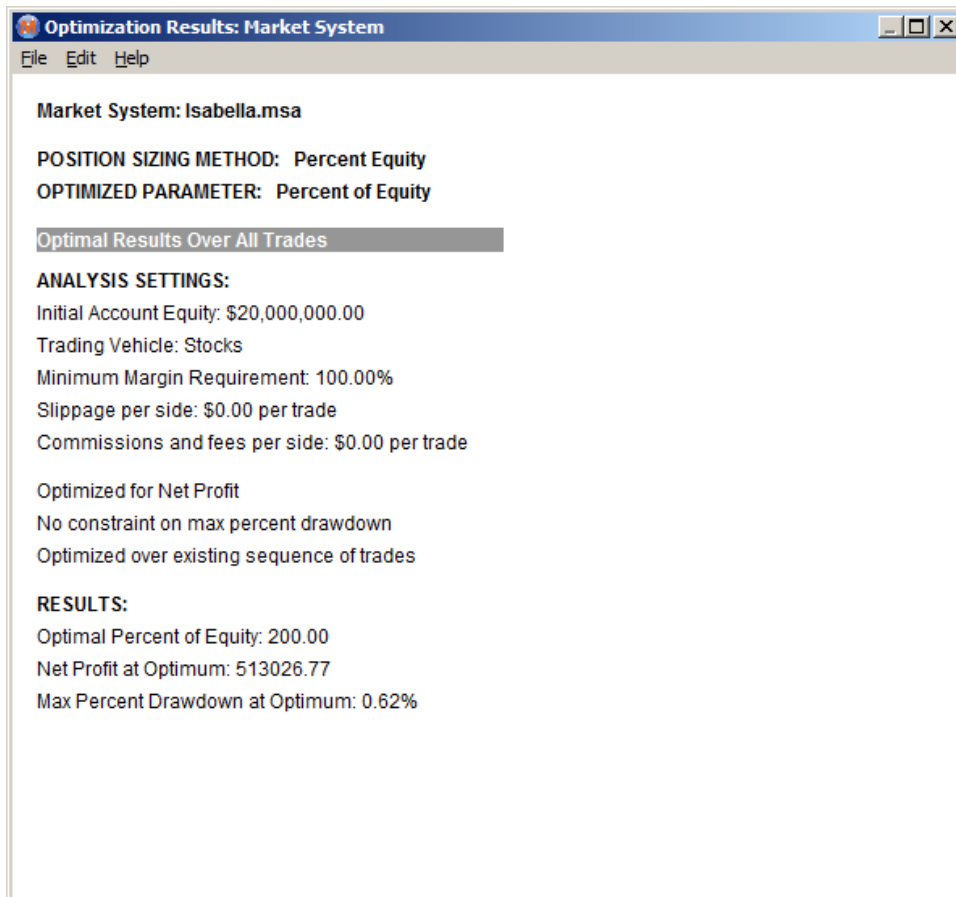 Optimization Results: Market System
File Edit Help
Market System: Isabella.msa
POSITION SIZING METHOD: Percent Equity
OPTIMIZED PARAMETER: Percent of Equity
Optimal Results Over All Trades
ANALYSIS SETTINGS:
Initial Account Equity: $20,000,000.00
Trading Vehicle: Stocks
Minimum Margin Requirement: 100.00%
Slippage per side: $0.00 per trade
Commissions and fees per side: $0.00 per trade
Optimized for Net Profit
No constraint on max percent drawdown
Optimized over existing sequence of trades
RESULTS:
Optimal Percent of Equity: 200.00
Net Profit at Optimum: 513026.77
Max Percent Drawdown at Optimum: 0.62%